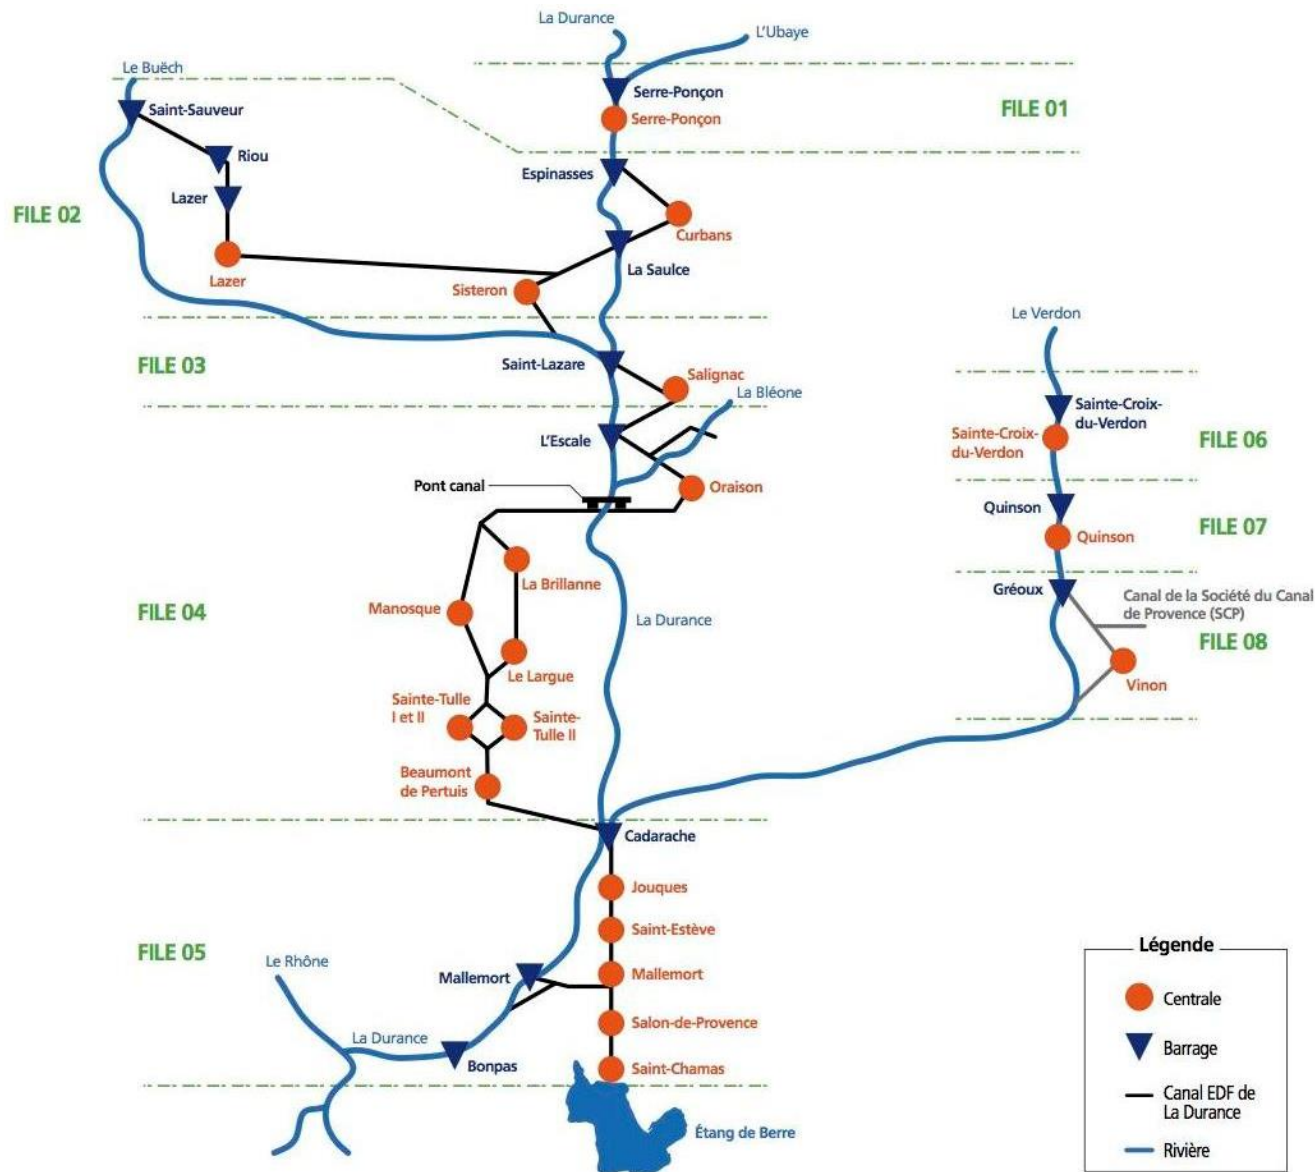 La Durance
L'Ubaye
Le Buëch
Saint-Sauveur
Serre-Ponçon
FILE 01
Serre-Ponçon
Riou
Espinasses
Lazer
FILE 02
Curbans
La Saulce
Lazer
Sisteron
Le Verdon
FILE 03
Saint-Lazare
Salignac
La Bléone
Sainte-Croix-
du-Verdon
L'Escale
Sainte-Croix-
du-Verdon
FILE 06
Pont canal
Oraison
Quinson
FILE 07
Quinson
La Brillanne
Gréoux
Canal de la Société du Canal
de Provence (SCP)
Manosque
FILE 04
La Durance
FILE 08
Le Largue
Vinon
Sainte-Tulle
I et II
Sainte-
Tulle II
Beaumont
de Pertuis
Cadarache
Jouques
Saint-Estève
FILE 05
Le Rhône
Mallemort
Mallemort
Salon-de-Provence
La Durance
Bonpas
Saint-Chamas
Étang de Berre
Légende
Centrale
Barrage
Canal EDF de
La Durance
Rivière